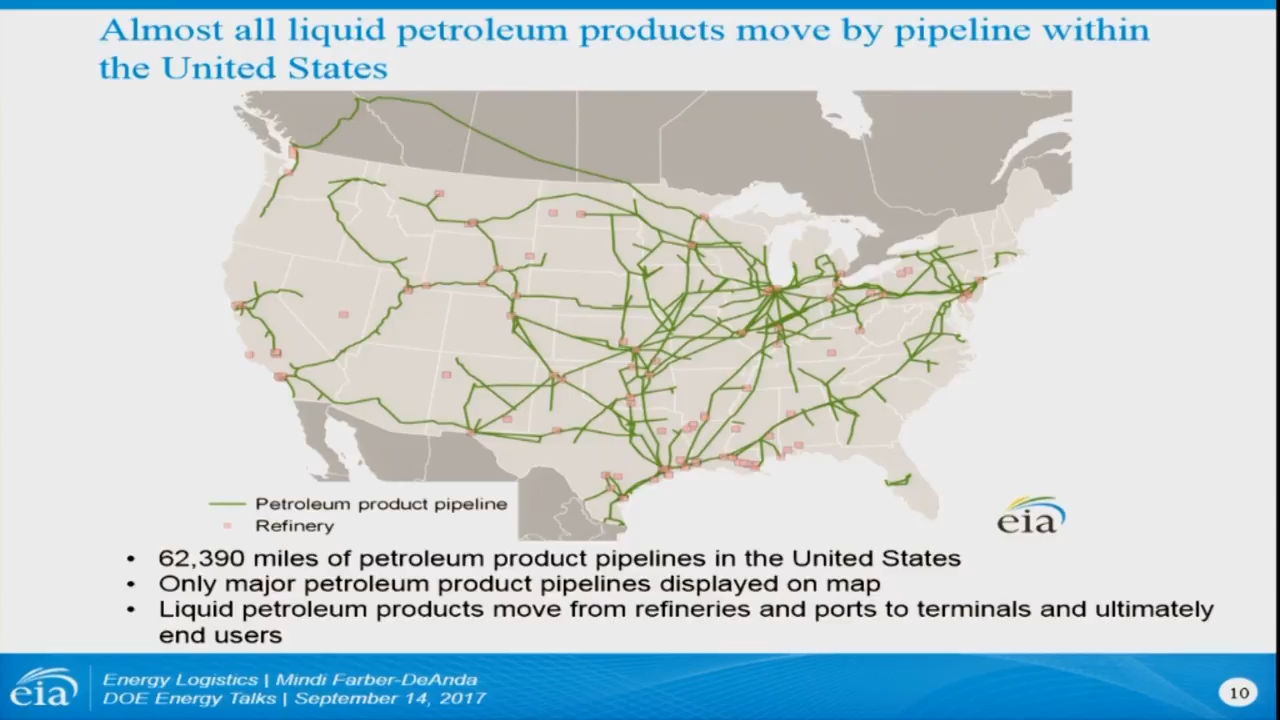 Almost all liquid petroleum products move by pipeline within
the United States
Petroleum product pipeline
Refinery
eia
• 62,390 miles of petroleum product pipelines in the United States
• Only major petroleum product pipelines displayed on map
• Liquid petroleum products move from refineries and ports to terminals and ultimately
end users
eia
Energy Logistics | Mindi Farber-DeAnda
DOE Energy Talks | September 14, 2017
10